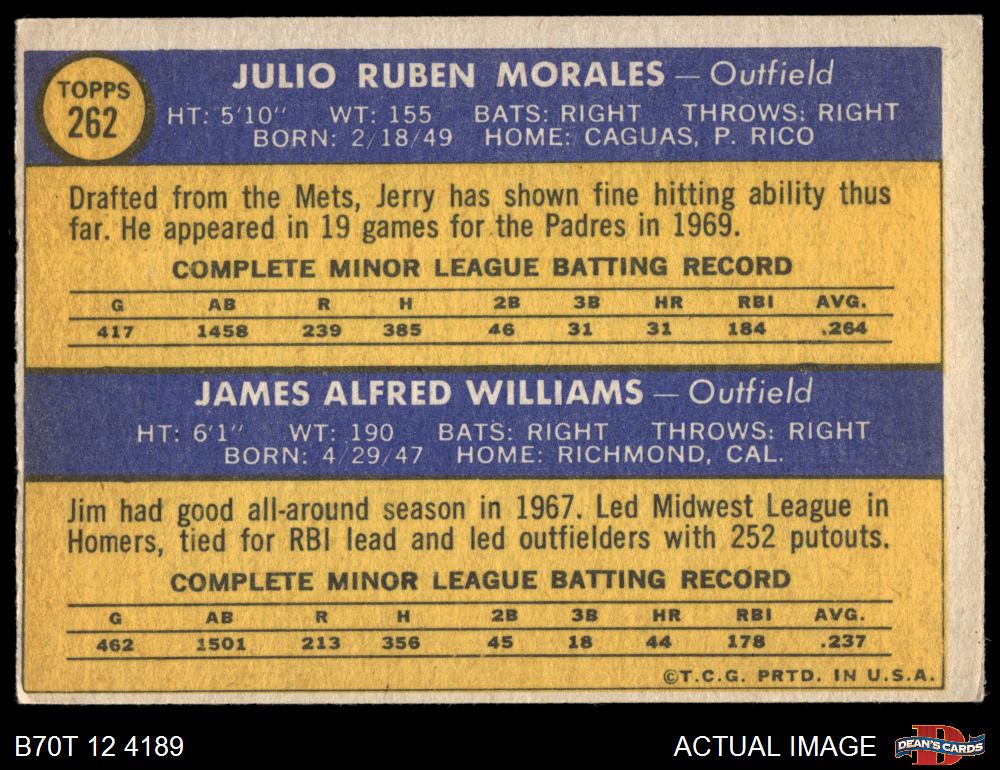 TOPPS
262
JULIO RUBEN MORALES — Outfield
HT: 5'10" WT: 155 BATS: RIGHT THROWS: RIGHT
BORN: 2/18/49 HOME: CAGUAS, P. RICO
Drafted from the Mets, Jerry has shown fine hitting ability thus
far. He appeared in 19 games for the Padres in 1969.
COMPLETE MINOR LEAGUE BATTING RECORD
G AB R H 2B 3B HR RBI AVG.
417 1458 239 385 46 31 31 184 .264
JAMES ALFRED WILLIAMS — Outfield
HT: 6'1" WT: 190 BATS: RIGHT THROWS: RIGHT
BORN: 4/29/47 HOME: RICHMOND, CAL.
Jim had good all-around season in 1967. Led Midwest League in
Homers, tied for RBI lead and led outfielders with 252 putouts.
COMPLETE MINOR LEAGUE BATTING RECORD
G AB R H 2B 3B HR RBI AVG.
462 1501 213 356 45 18 44 178 .237
©T.C.G. PRTD. IN U.S.A.
B70T 12 4189
ACTUAL IMAGE
D
DEAN'S CARDS